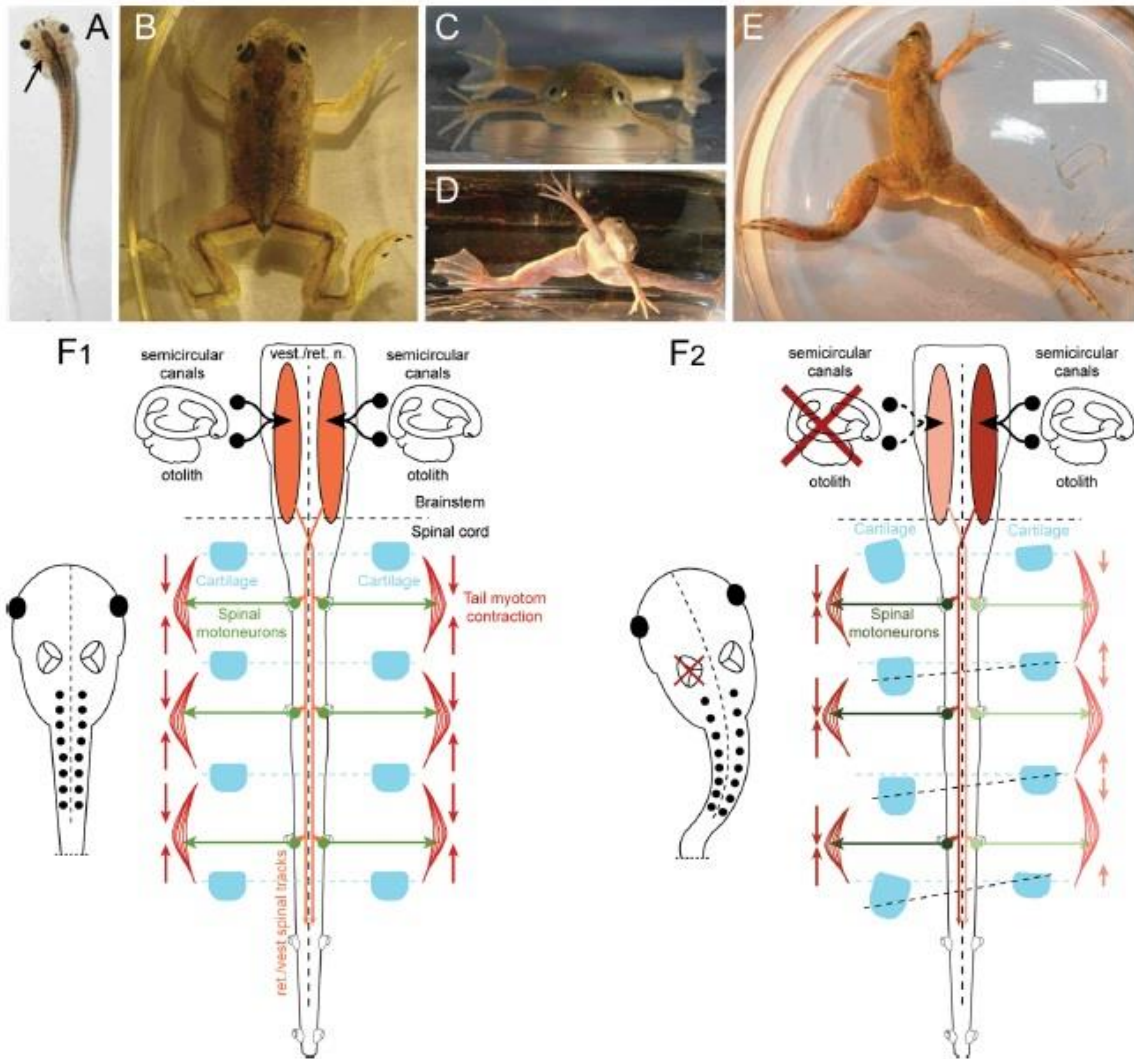 A
B
C
D
E
F1
semicircular
canals
vest./ret. n.
semicircular
canals
otolith
otolith
Brainstem
Spinal cord
Cartilage
Cartilage
Spinal
motoneurons
Tail myotom
contraction
ret./vest spinal tracks
F2
semicircular
canals
semicircular
canals
otolith
otolith
Cartilage
Cartilage
Spinal
motoneurons